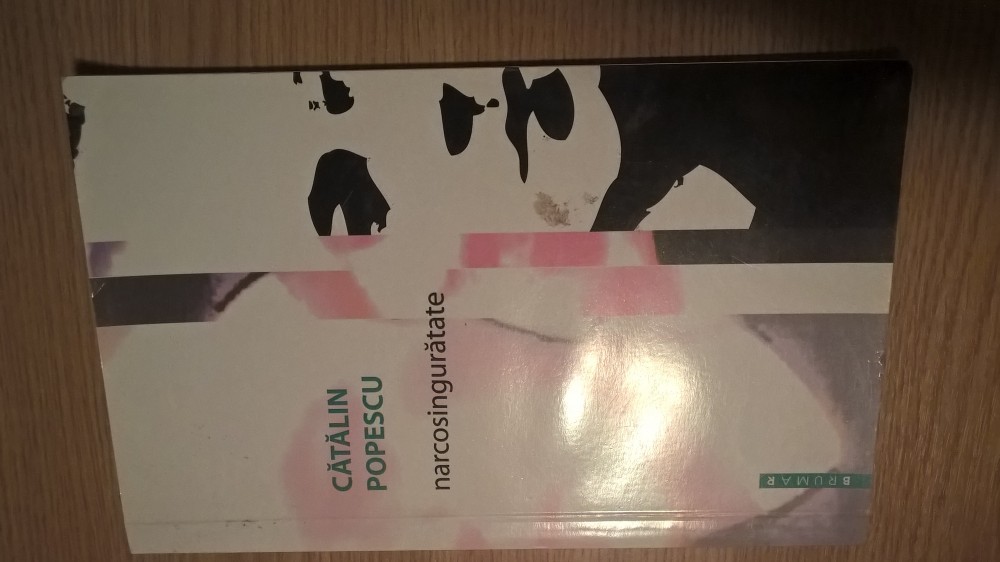 CĂTĂLIN
POPESCU
narcosingurătate
BRUMAR